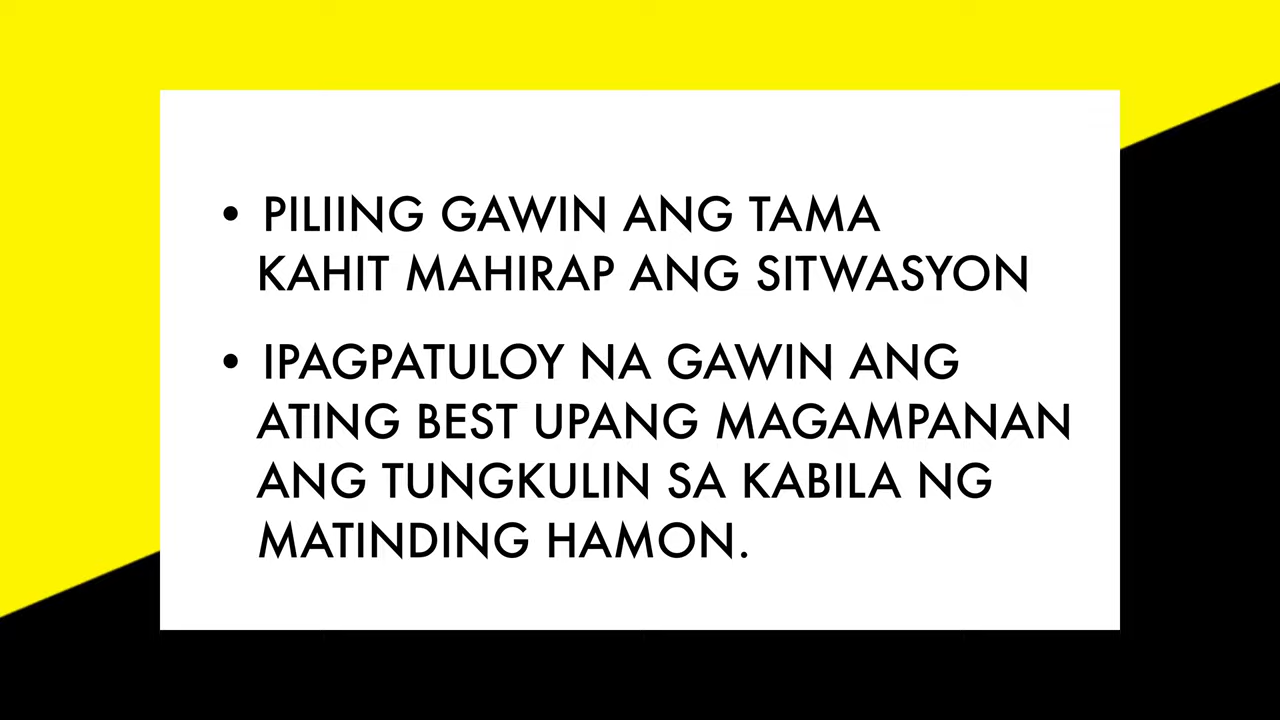 • PILIING GAWIN ANG TAMA
KAHIT MAHIRAP ANG SITWASYON
• IPAGPATULOY NA GAWIN ANG
ATING BEST UPANG MAGAMPANAN
ANG TUNGKULIN SA KABILA NG
MATINDING HAMON.